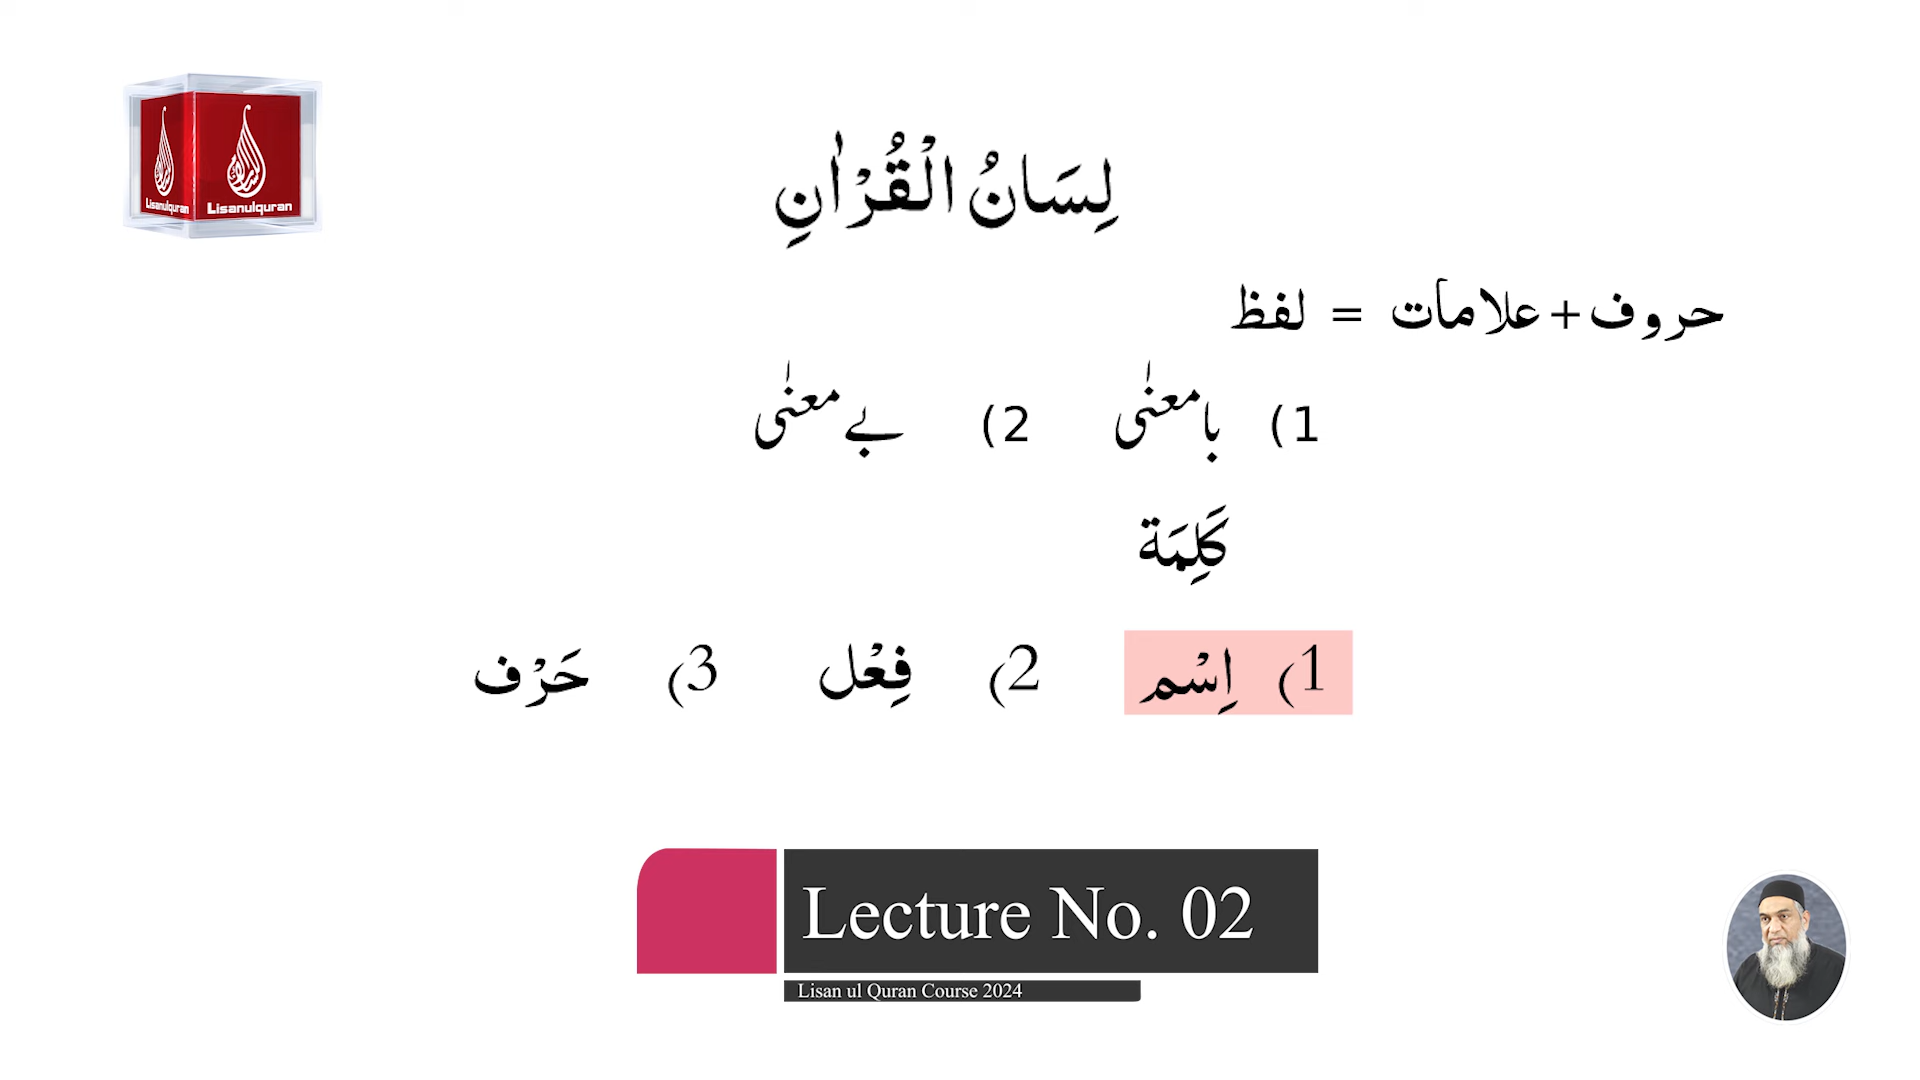 Lisanulquran Lisanulquran
لِسَانُ الْقُرْاٰنِ
حروف + علامات = لفظ
1) بامعنٰی 2) بے معنٰی
كَلِمَة
1) اِسْم 2) فِعْل 3) حَرْف
Lecture No. 02
Lisan ul Quran Course 2024